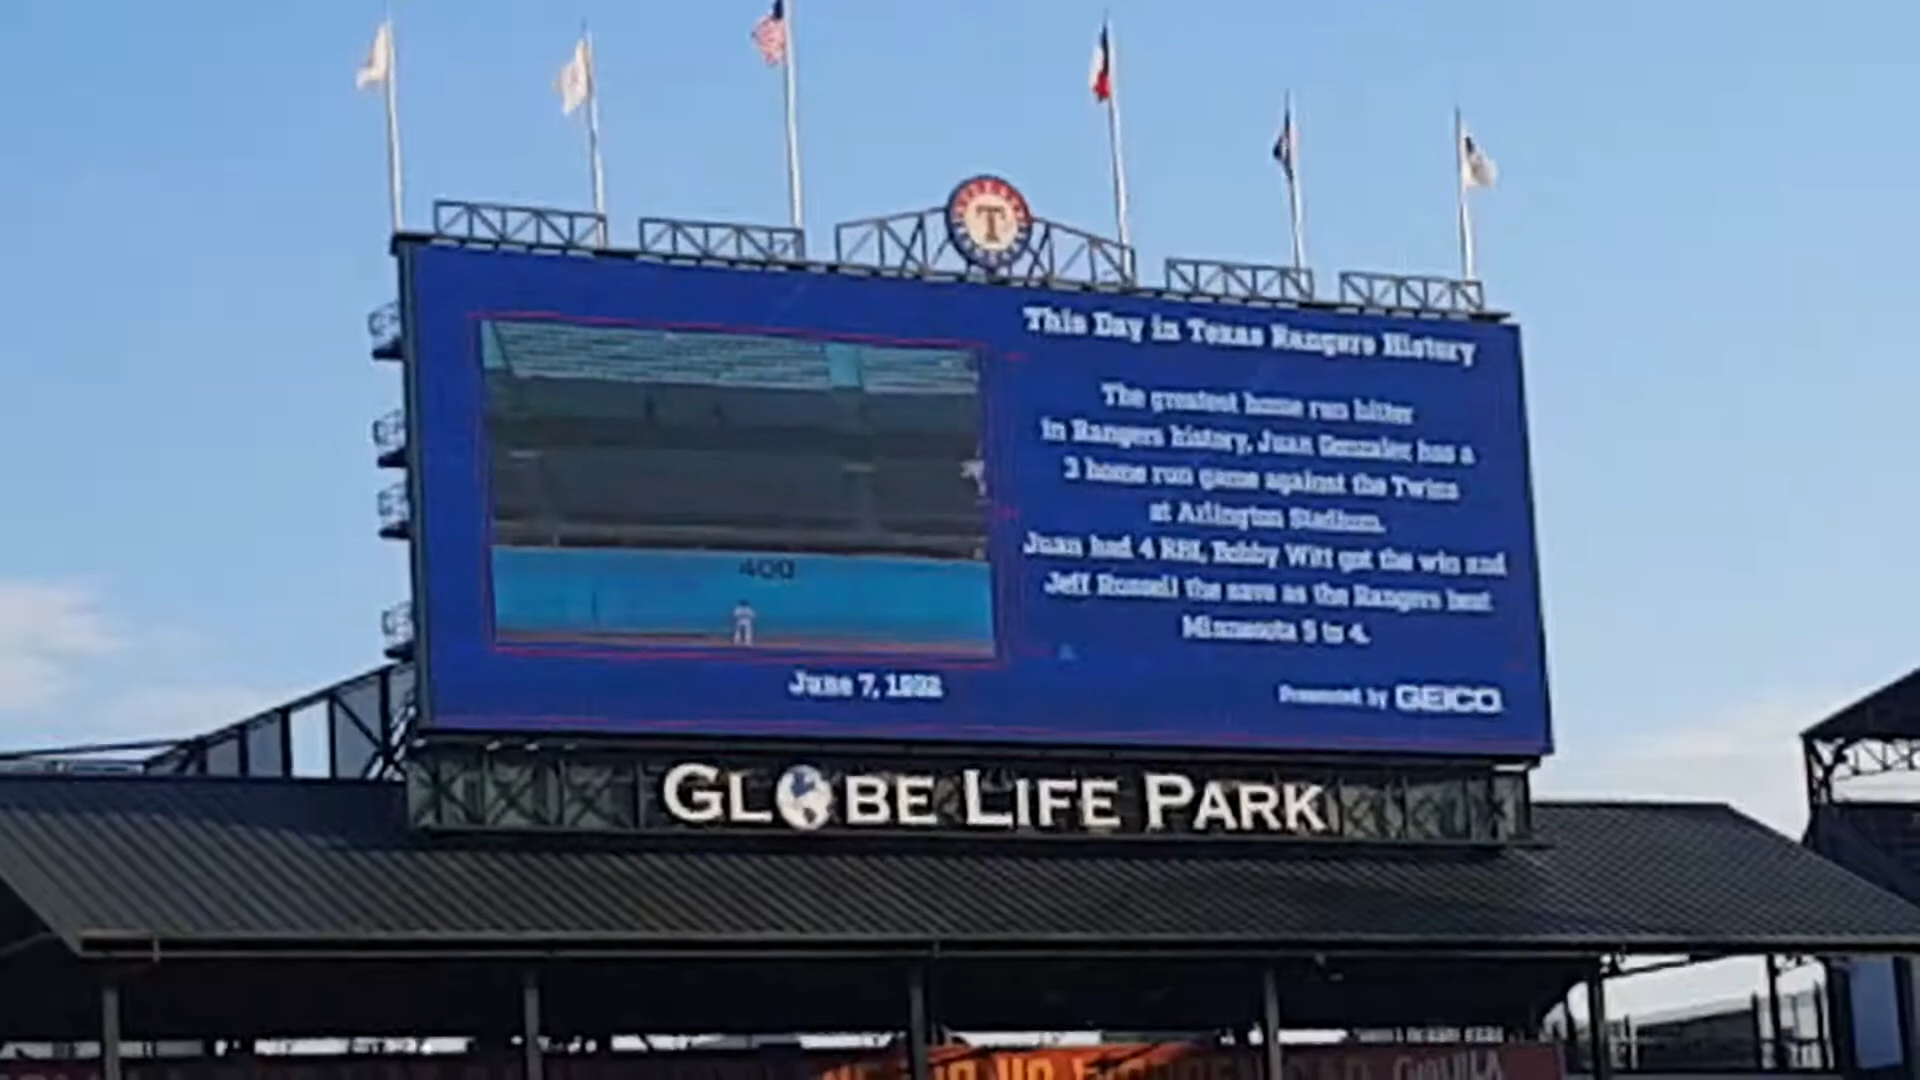 T
This Day in Texas Rangers History
The greatest home run hitter
in Rangers history, Juan Gonzalez, has a
3 home run game against the Twins
at Arlington Stadium.
Juan had 4 RBI, Bobby Witt got the win and
Jeff Russell the save as the Rangers beat
Minnesota 5 to 4.
400
June 7, 1992
Presented by GEICO
GLOBE LIFE PARK